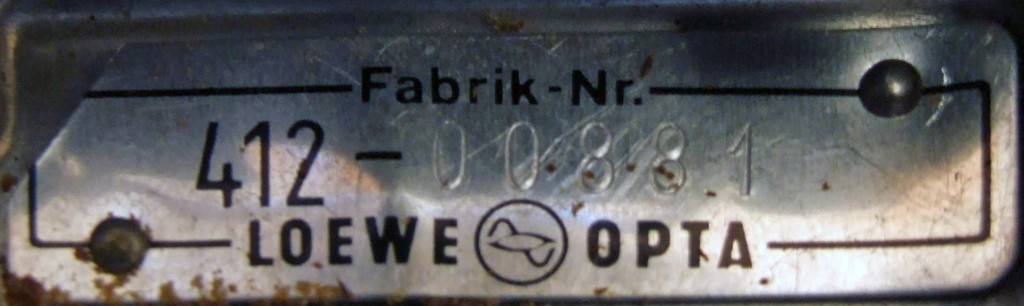 Fabrik-Nr.
412-00881
LOEWE OPTA